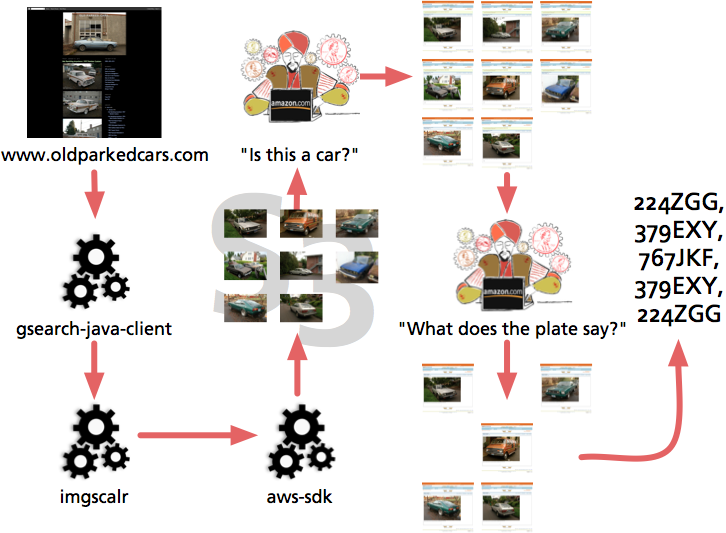 www.oldparkedcars.com
gsearch-java-client
imgscalr
aws-sdk
S3
amazon.com
"Is this a car?"
amazon.com
"What does the plate say?"
224ZGG,
379EXY,
767JKF,
379EXY,
224ZGG